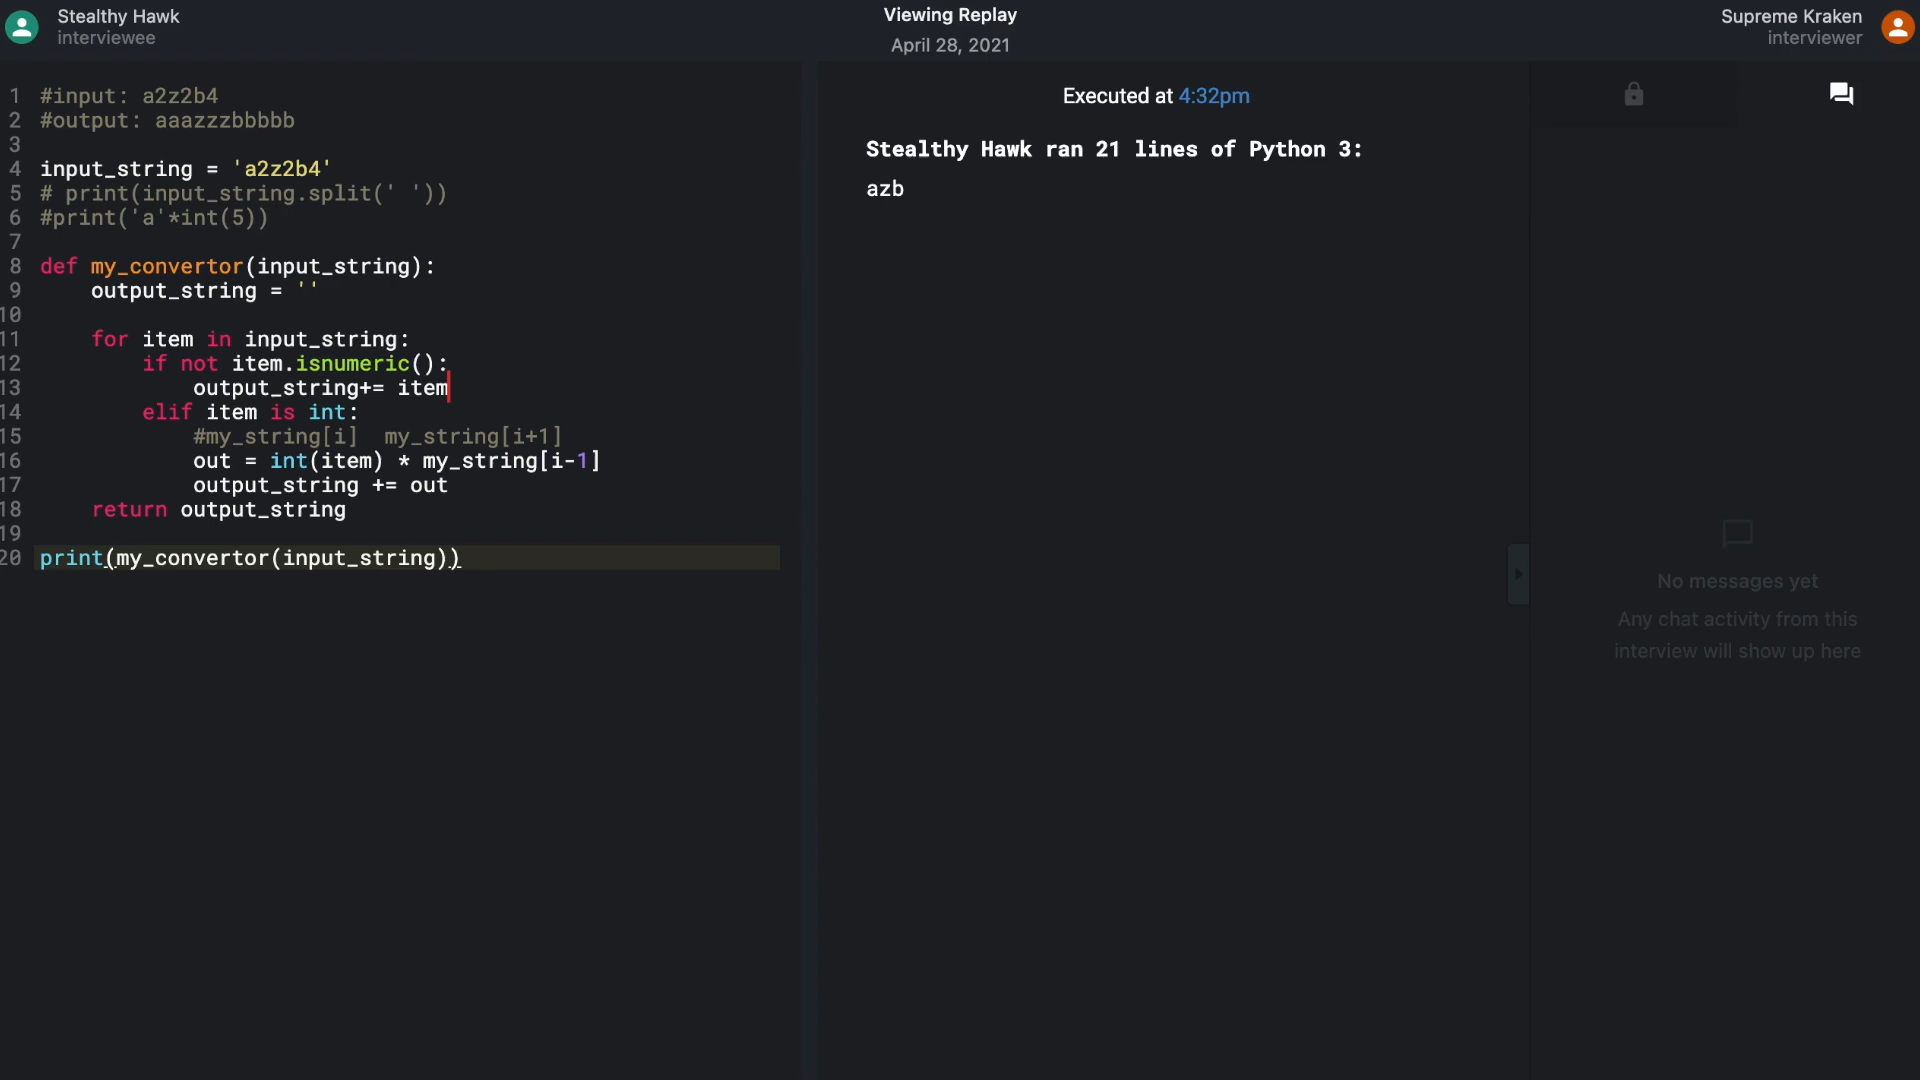 Stealthy Hawk
interviewee
Viewing Replay
April 28, 2021
Supreme Kraken
interviewer
1 #input: a2z2b4
2 #output: aaazzzbbbbb
3
4 input_string = 'a2z2b4'
5 # print(input_string.split(' '))
6 #print('a'*int(5))
7
8 def my_convertor(input_string):
9     output_string = ''
10
11     for item in input_string:
12         if not item.isnumeric():
13             output_string+= item
14         elif item is int:
15             #my_string[i]  my_string[i+1]
16             out = int(item) * my_string[i-1]
17             output_string += out
18     return output_string
19
20 print(my_convertor(input_string))
Executed at 4:32pm
Stealthy Hawk ran 21 lines of Python 3:
azb
No messages yet
Any chat activity from this
interview will show up here